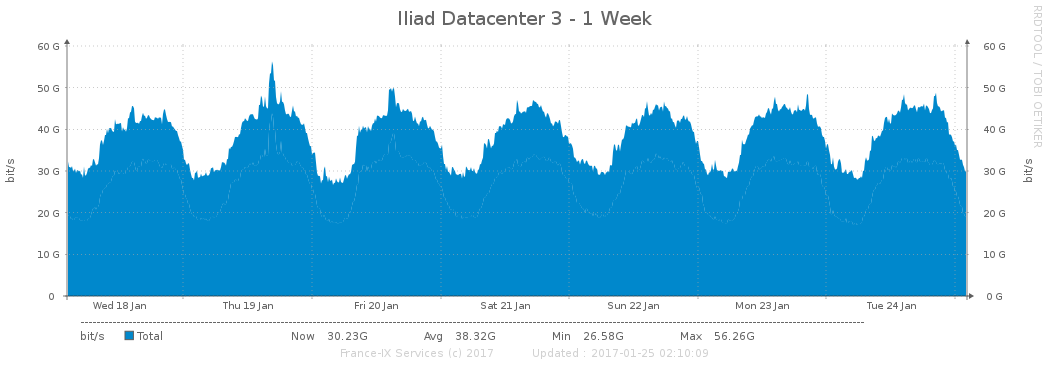 Iliad Datacenter 3 - 1 Week
RRDTOOL / TOBI OETIKER
bit/s
60 G
50 G
40 G
30 G
20 G
10 G
0
60 G
50 G
40 G
30 G
20 G
10 G
0 G
bit/s
Wed 18 Jan Thu 19 Jan Fri 20 Jan Sat 21 Jan Sun 22 Jan Mon 23 Jan Tue 24 Jan
bit/s Total Now 30.23G Avg 38.32G Min 26.58G Max 56.26G
France-IX Services (c) 2017 Updated : 2017-01-25 02:10:09